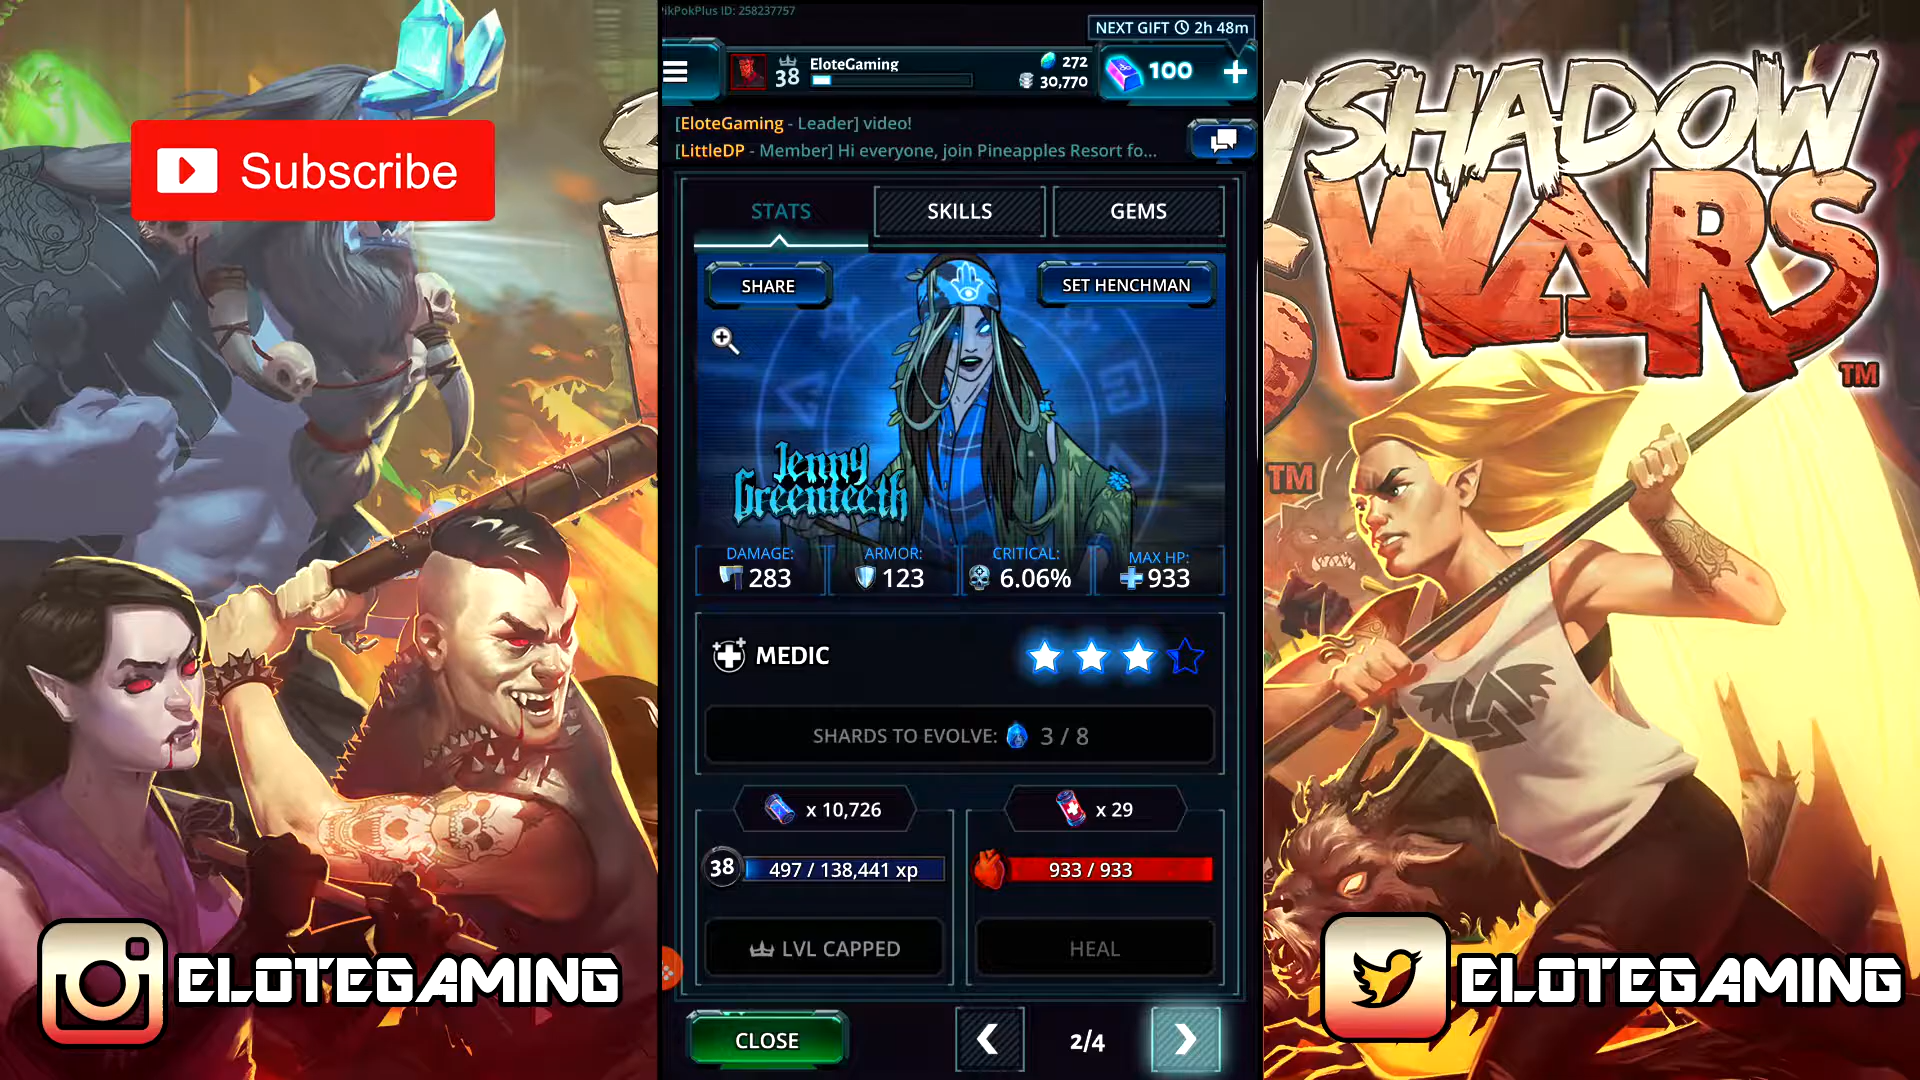 PikPokPlus ID: 258237757
NEXT GIFT 2h 48m
38 EloteGaming 272
30,770
100 +
[EloteGaming - Leader] video!
[LittleDP - Member] Hi everyone, join Pineapples Resort fo...
Subscribe
SHADOW
WARS
TM
TM
STATS SKILLS GEMS
SHARE
SET HENCHMAN
Jenny
Greenteeth
DAMAGE: ARMOR: CRITICAL: MAX HP:
283 123 6.06% 933
MEDIC
SHARDS TO EVOLVE: 3 / 8
x 10,726
x 29
38 497 / 138,441 xp
933 / 933
LVL CAPPED
HEAL
CLOSE
2/4
ELOTEGAMING
ELOTEGAMING